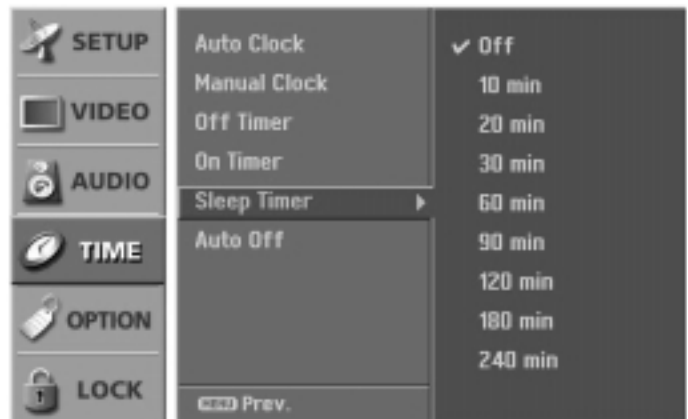 SETUP
VIDEO
AUDIO
TIME
OPTION
LOCK
Auto Clock
Manual Clock
Off Timer
On Timer
Sleep Timer
Auto Off
MENU Prev.
Off
10 min
20 min
30 min
60 min
90 min
120 min
180 min
240 min